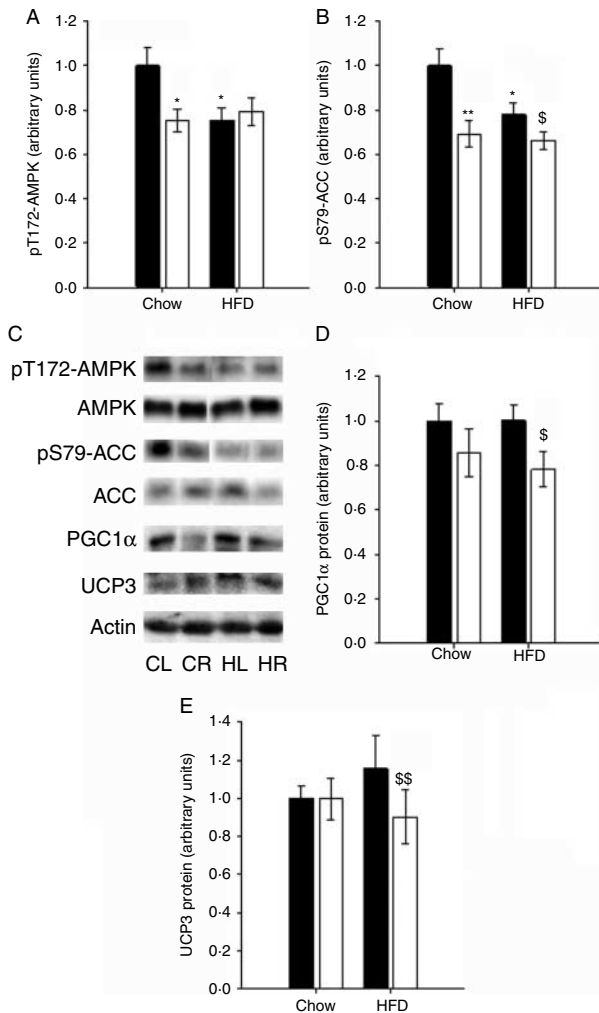 A
1·2
1·0
0·8
0·6
0·4
0·2
0·0
pT172-AMPK (arbitrary units)
*
*
Chow HFD
B
1·2
1·0
0·8
0·6
0·4
0·2
0·0
pS79-ACC (arbitrary units)
**
*
$
Chow HFD
C
pT172-AMPK
AMPK
pS79-ACC
ACC
PGC1α
UCP3
Actin
CL CR HL HR
D
1·2
1·0
0·8
0·6
0·4
0·2
0·0
PGC1α protein (arbitrary units)
$
Chow HFD
E
1·4
1·2
1·0
0·8
0·6
0·4
0·2
0·0
UCP3 protein (arbitrary units)
$$
Chow HFD